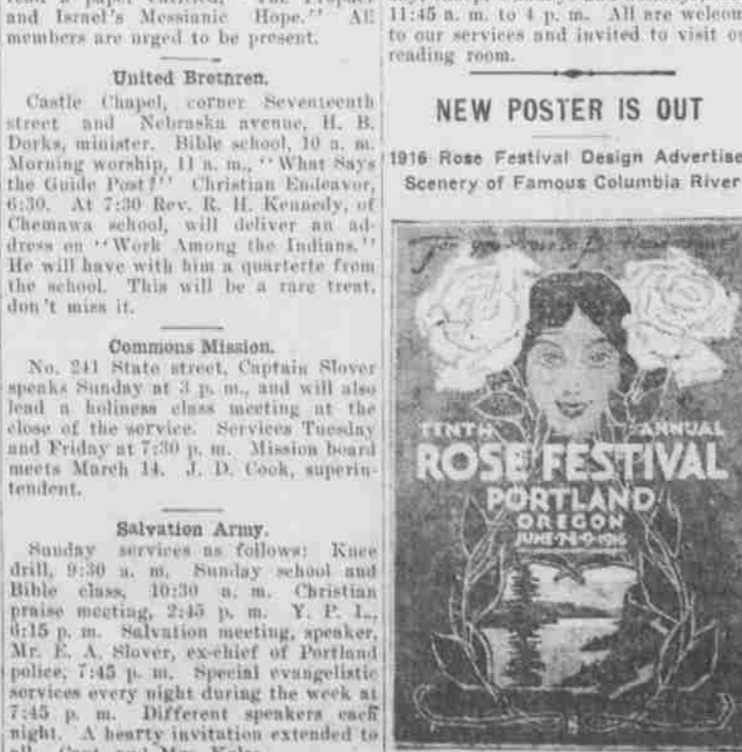 and Israel's Messianic Hope." All
members are urged to be present.
United Brethren.
Castle Chapel, corner Seventeenth
street and Nebraska avenue, H. B.
Dorks, minister. Bible school, 10 a. m.
Morning worship, 11 a. m., "What Says
the Guide Post?" Christian Endeavor,
6:30. At 7:30 Rev. R. H. Kennedy, of
Chemawa school, will deliver an ad-
dress on "Work Among the Indians."
He will have with him a quartette from
the school. This will be a rare treat,
don't miss it.
Commons Mission.
No. 241 State street, Captain Slover
speaks Sunday at 3 p. m., and will also
lead a holiness class meeting at the
close of the service. Services Tuesday
and Friday at 7:30 p. m. Mission board
meets March 14. J. D. Cook, superin-
tendent.
Salvation Army.
Sunday services as follows: Knee
drill, 9:30 a. m. Sunday school and
Bible class, 10:30 a. m. Christian
praise meeting, 2:45 p. m. Y. P. L.,
6:15 p. m. Salvation meeting, speaker,
Mr. E. A. Slover, ex-chief of Portland
police, 7:45 p. m. Special evangelistic
services every night during the week at
7:45 p. m. Different speakers each
night. A hearty invitation extended to
11:45 a. m. to 4 p. m. All are welcom
to our services and invited to visit ou
reading room.
NEW POSTER IS OUT
1916 Rose Festival Design Advertise
Scenery of Famous Columbia River
For you a rose in
TENTH ANNUAL
ROSE FESTIVAL
PORTLAND
OREGON
JUNE 7-8-9-1916